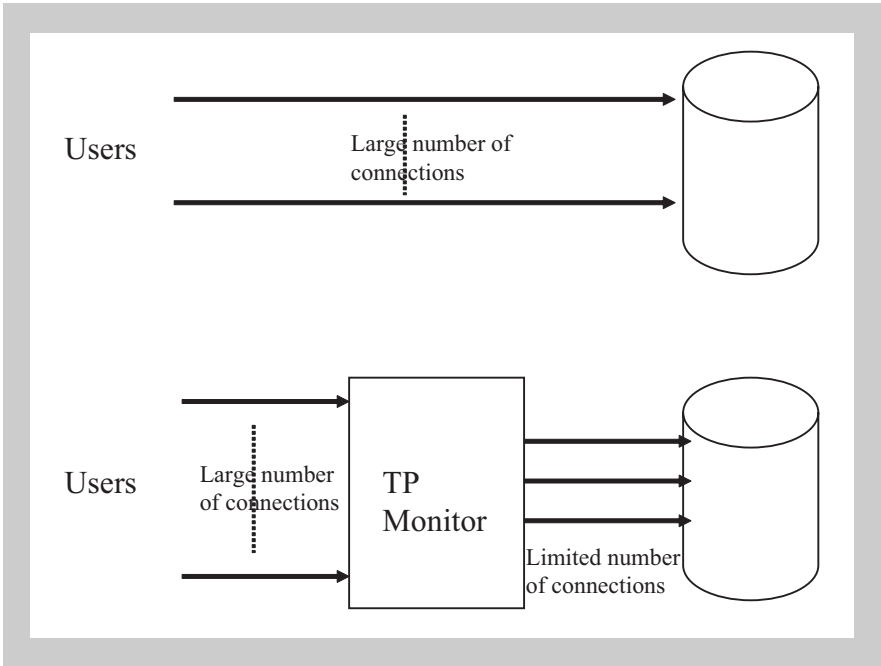 Users
Large number of
connections
Users
Large number
of connections
TP
Monitor
Limited number
of connections